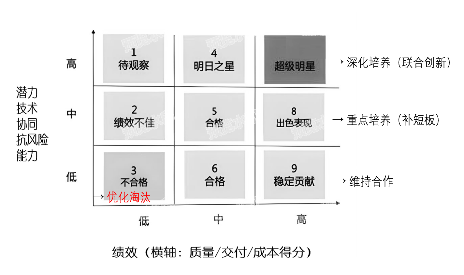 高
1
待观察
4
明日之星
超级明星
深化培养（联合创新）
潜力
技术
协同
抗风险
能力
中
2
绩效不佳
5
合格
8
出色表现
重点培养（补短板）
低
3
不合格
6
合格
9
稳定贡献
维持合作
优化淘汰
低
中
高
绩效（横轴：质量/交付/成本得分）